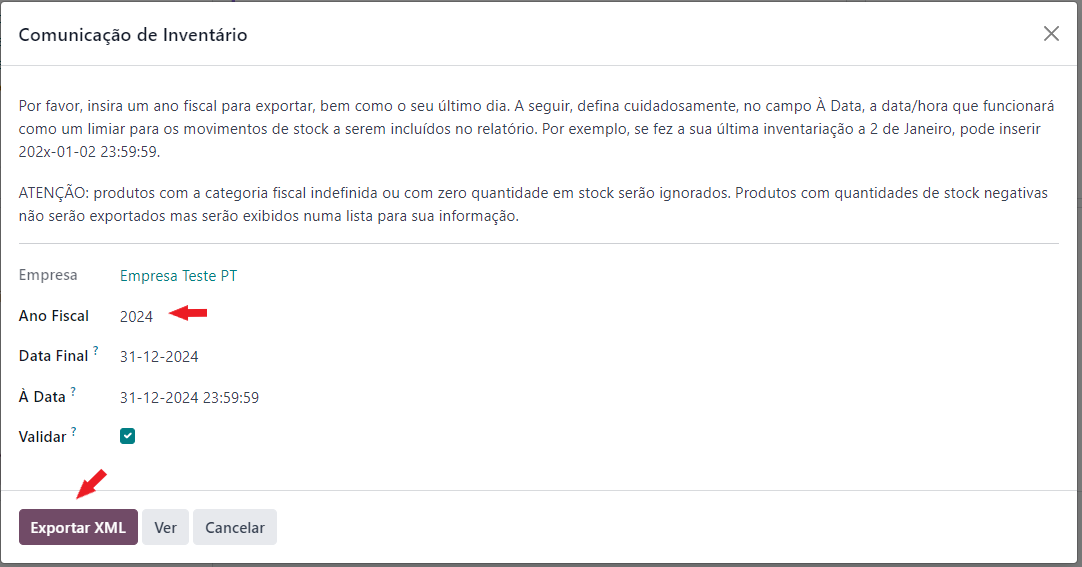 Comunicação de Inventário
Por favor, insira um ano fiscal para exportar, bem como o seu último dia. A seguir, defina cuidadosamente, no campo À Data, a data/hora que funcionará
como um limiar para os movimentos de stock a serem incluídos no relatório. Por exemplo, se fez a sua última inventariação a 2 de Janeiro, pode inserir
202x-01-02 23:59:59.
ATENÇÃO: produtos com a categoria fiscal indefinida ou com zero quantidade em stock serão ignorados. Produtos com quantidades de stock negativas
não serão exportados mas serão exibidos numa lista para sua informação.
Empresa Empresa Teste PT
Ano Fiscal 2024
Data Final ? 31-12-2024
À Data ? 31-12-2024 23:59:59
Validar ?
Exportar XML Ver Cancelar